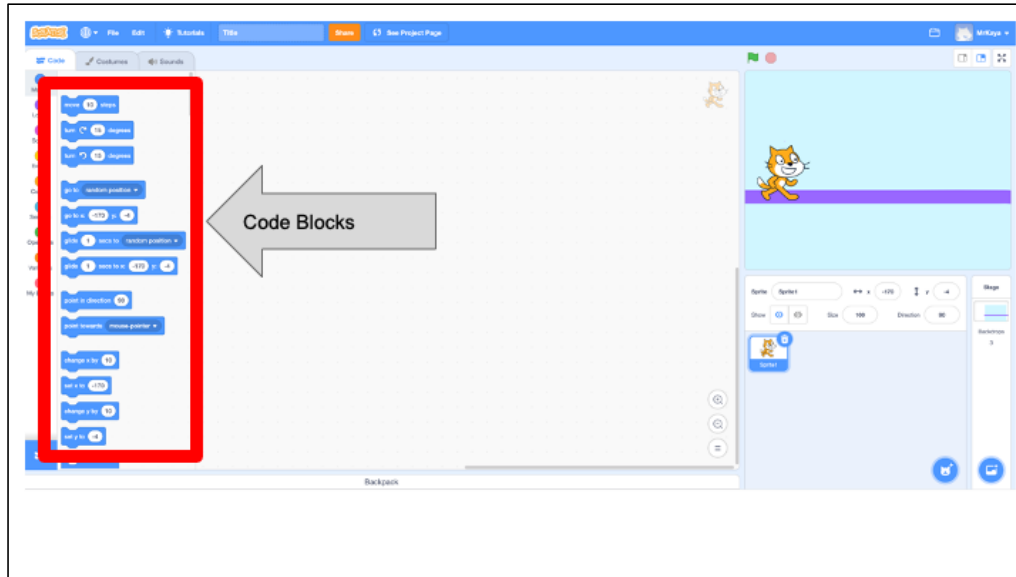 SCRATCH File Edit Tutorials Title Share See Project Page MrKaye
Code Costumes Sounds
move 10 steps
turn 15 degrees
turn 15 degrees
go to random position
go to x: -173 y: -4
glide 1 secs to random position
glide 1 secs to x: -173 y: -4
point in direction 90
point towards mouse-pointer
change x by 10
set x to -173
change y by 10
set y to -4
Code Blocks
Backpack
Sprite Sprite1 x y -4
Show Size 100 Direction 90
Sprite1
Stage
Backdrops